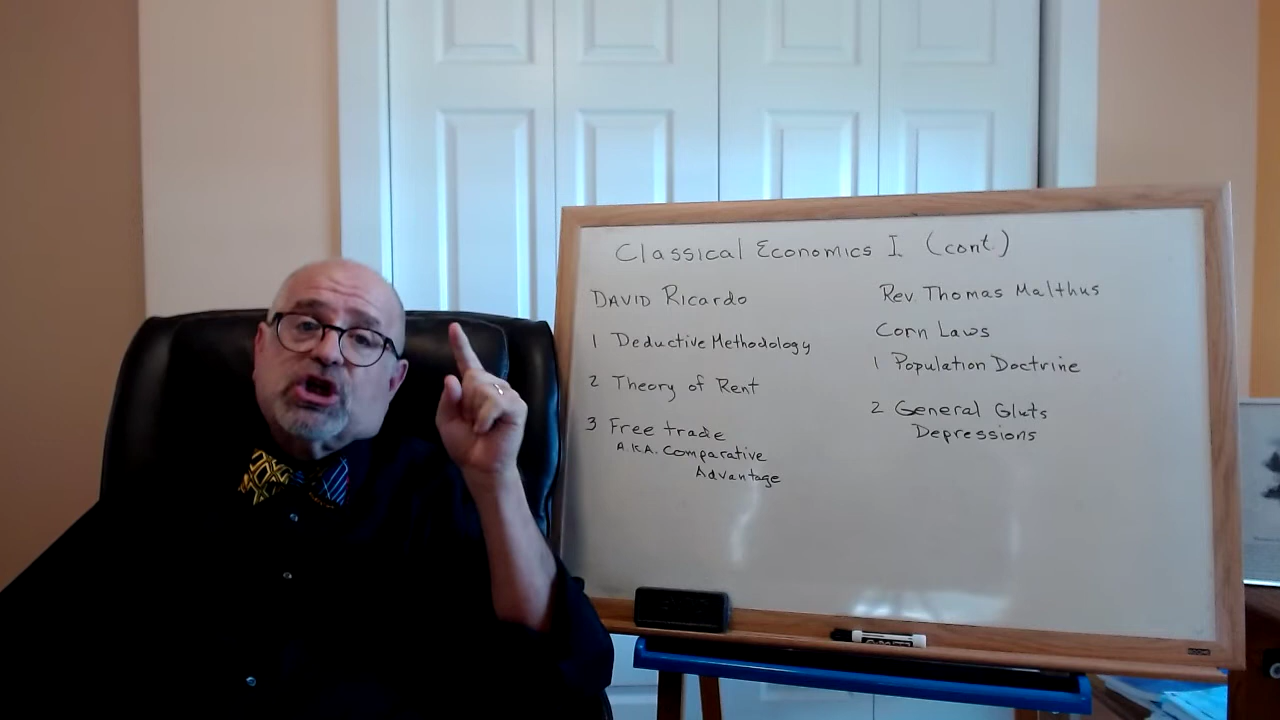 Classical Economics I. (cont.)
David Ricardo
1 Deductive Methodology
2 Theory of Rent
3 Free trade
A.K.A. Comparative
Advantage
Rev. Thomas Malthus
Corn Laws
1 Population Doctrine
2 General Gluts
Depressions